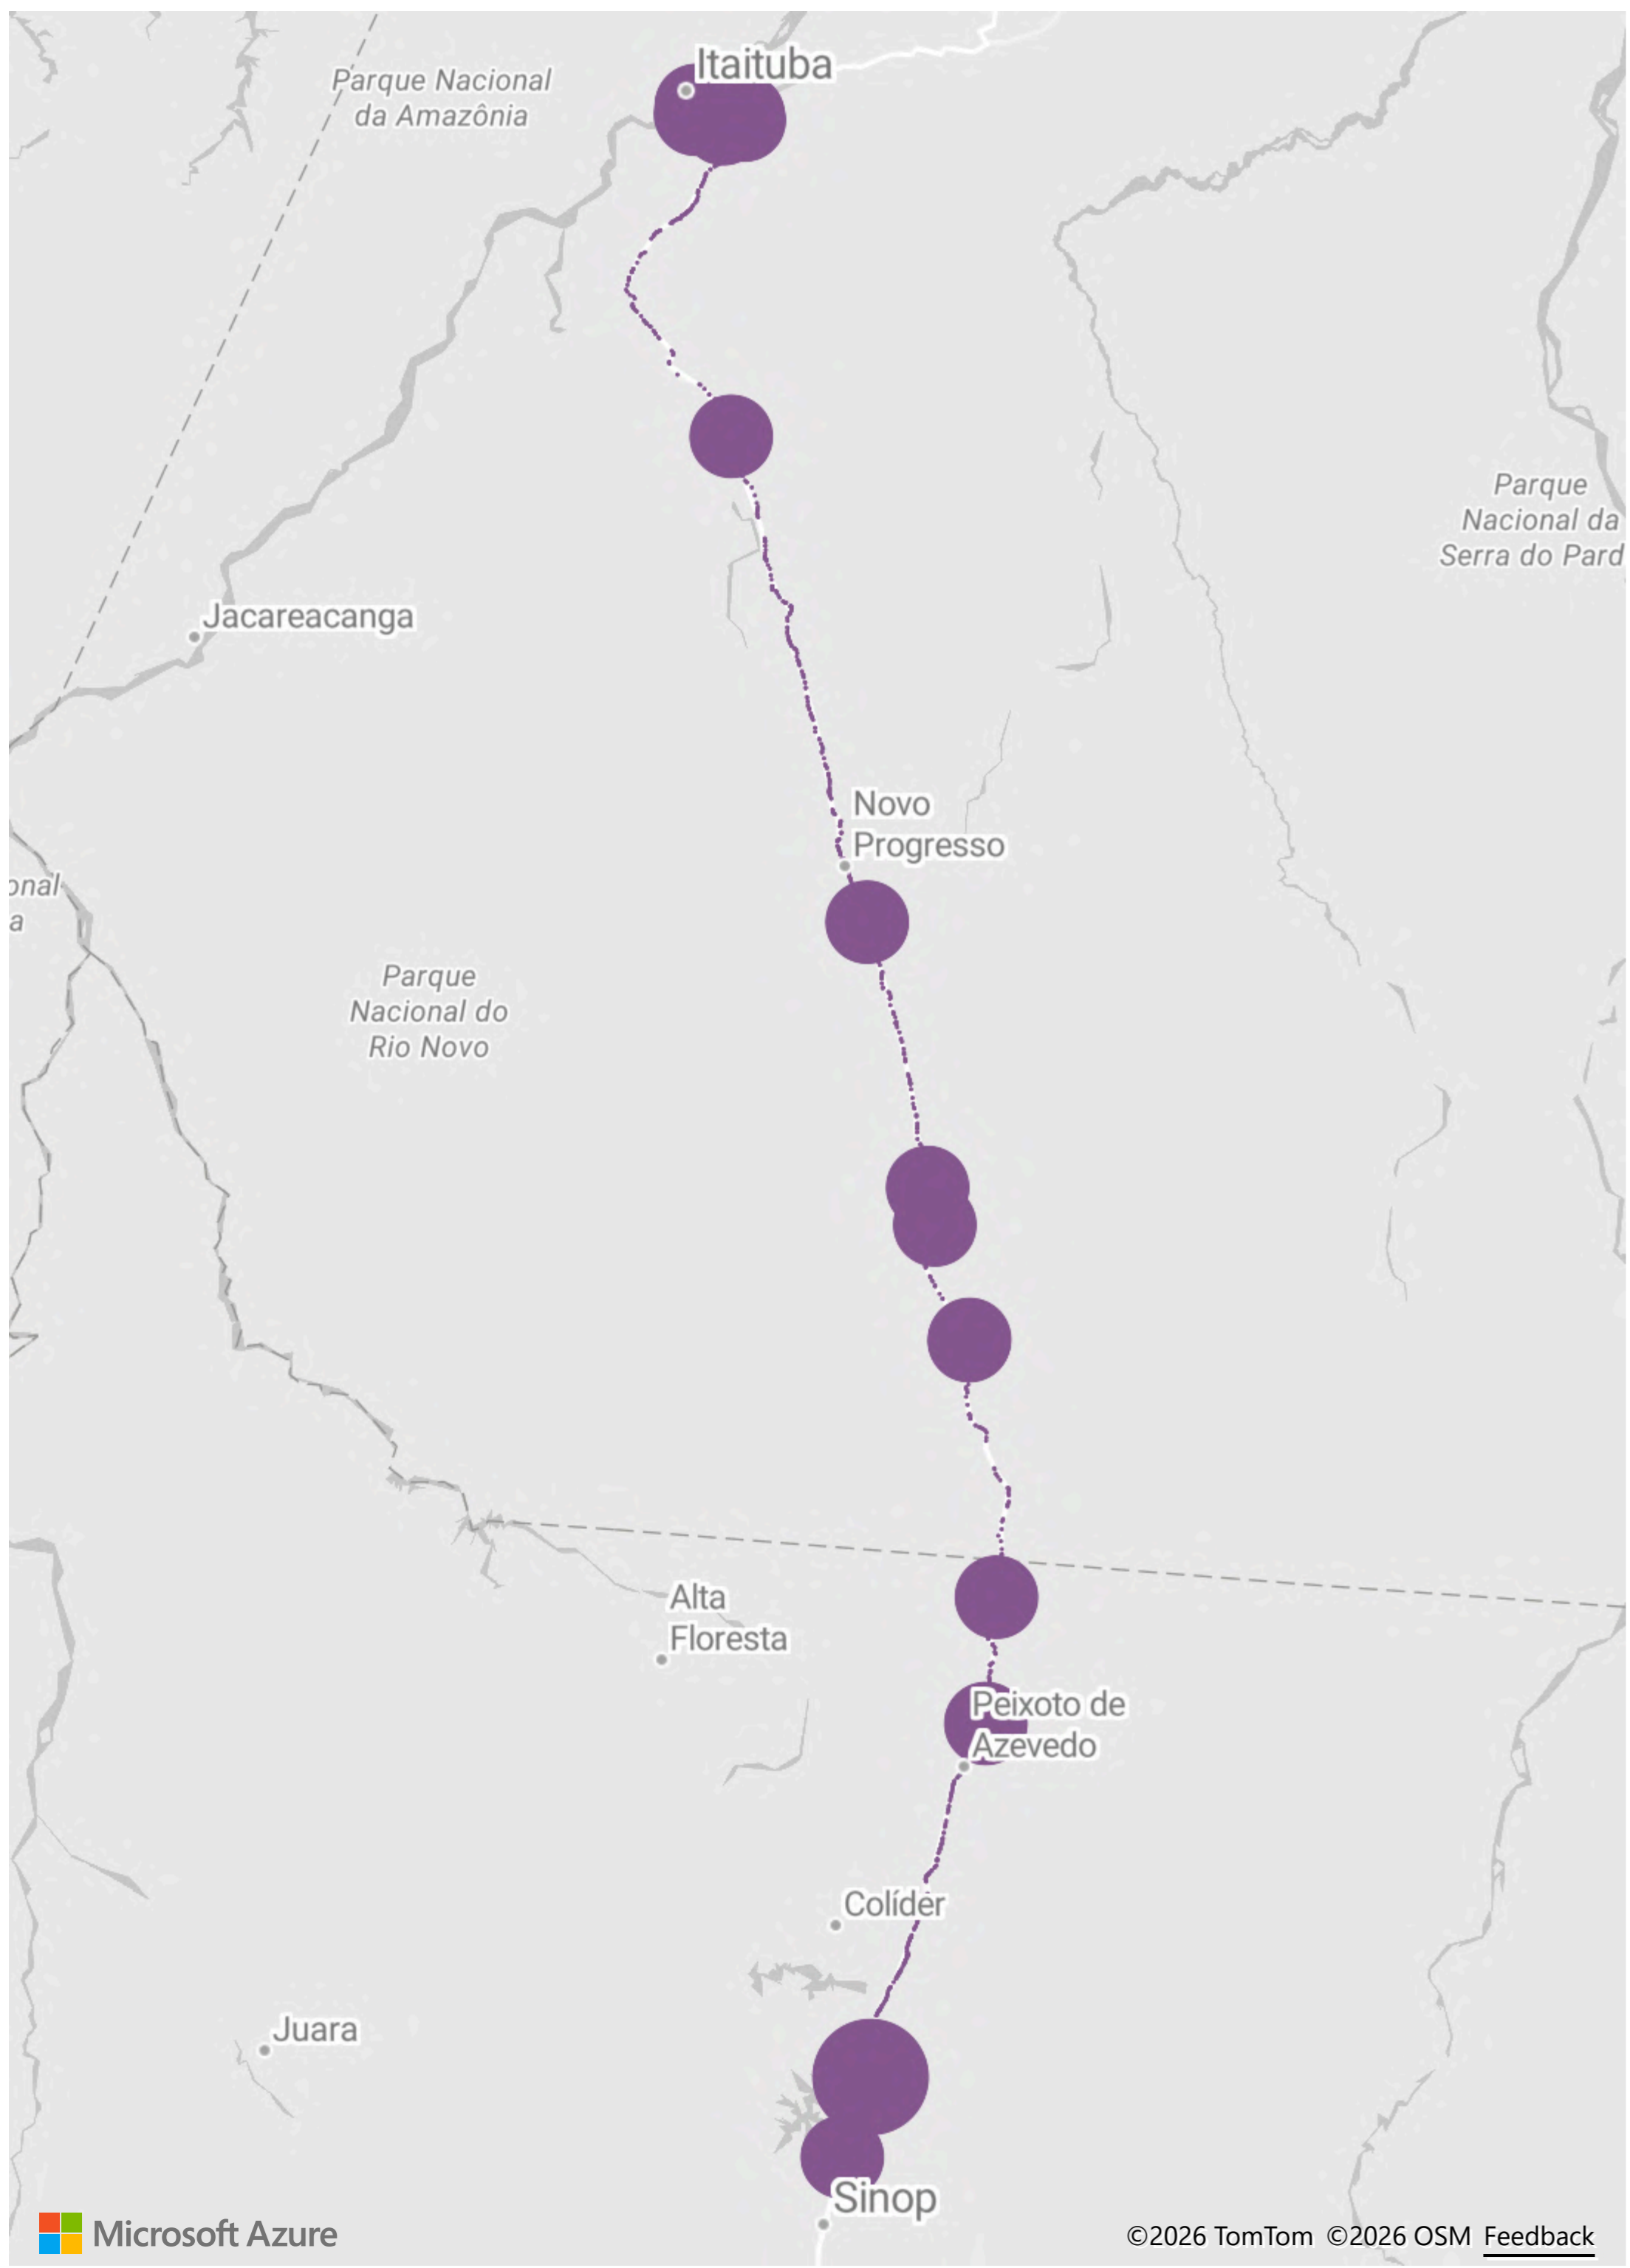 Itaituba
Parque Nacional
da Amazônia
Parque
Nacional da
Serra do Pard
Jacareacanga
Novo
Progresso
onal
a
Parque
Nacional do
Rio Novo
Alta
Floresta
Peixoto de
Azevedo
Colíder
Juara
Sinop
Microsoft Azure
©2026 TomTom ©2026 OSM Feedback